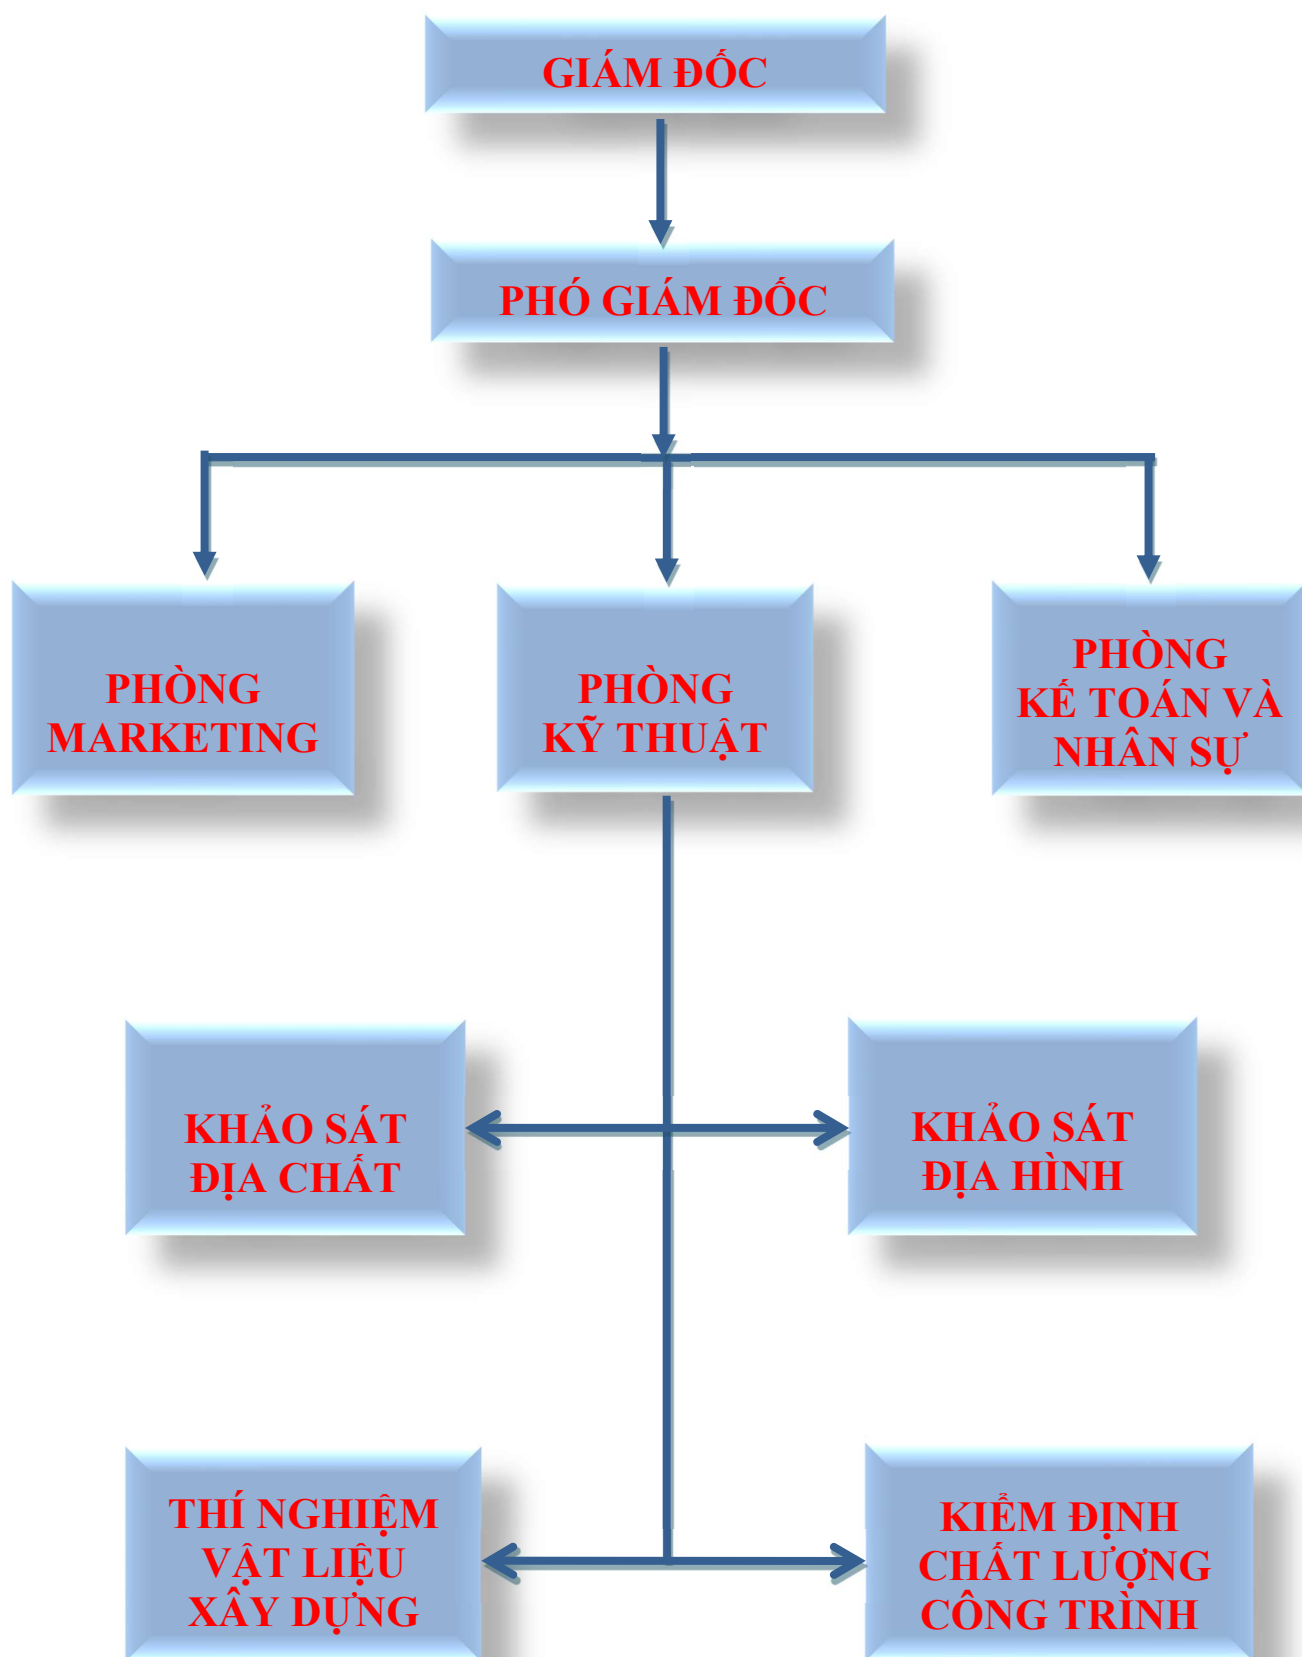 GIÁM ĐỐC
PHÓ GIÁM ĐỐC
PHÒNG
MARKETING
PHÒNG
KỸ THUẬT
PHÒNG
KẾ TOÁN VÀ
NHÂN SỰ
KHẢO SÁT
ĐỊA CHẤT
KHẢO SÁT
ĐỊA HÌNH
THÍ NGHIỆM
VẬT LIỆU
XÂY DỰNG
KIỂM ĐỊNH
CHẤT LƯỢNG
CÔNG TRÌNH